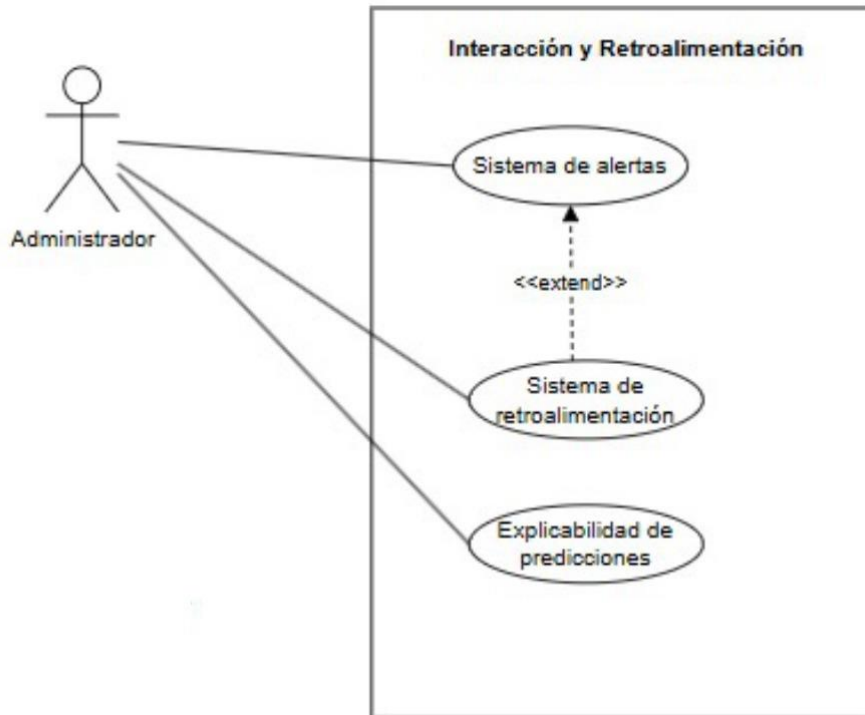 Interacción y Retroalimentación
Sistema de alertas
Administrador
<<extend>>
Sistema de
retroalimentación
Explicabilidad de
predicciones